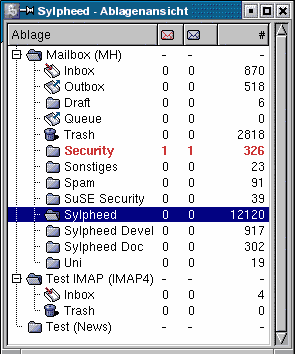 Sylpheed - Ablagenansicht
Ablage #
Mailbox (MH) - - -
Inbox 0 0 870
Outbox 0 0 518
Draft 0 0 6
Queue 0 0 0
Trash 0 0 2818
Security 1 1 326
Sonstiges 0 0 23
Spam 0 0 91
SuSE Security 0 0 39
Sylpheed 0 0 12120
Sylpheed Devel 0 0 917
Sylpheed Doc 0 0 302
Uni 0 0 19
Test IMAP (IMAP4) - - -
Inbox 0 0 4
Trash 0 0 0
Test (News) - - -